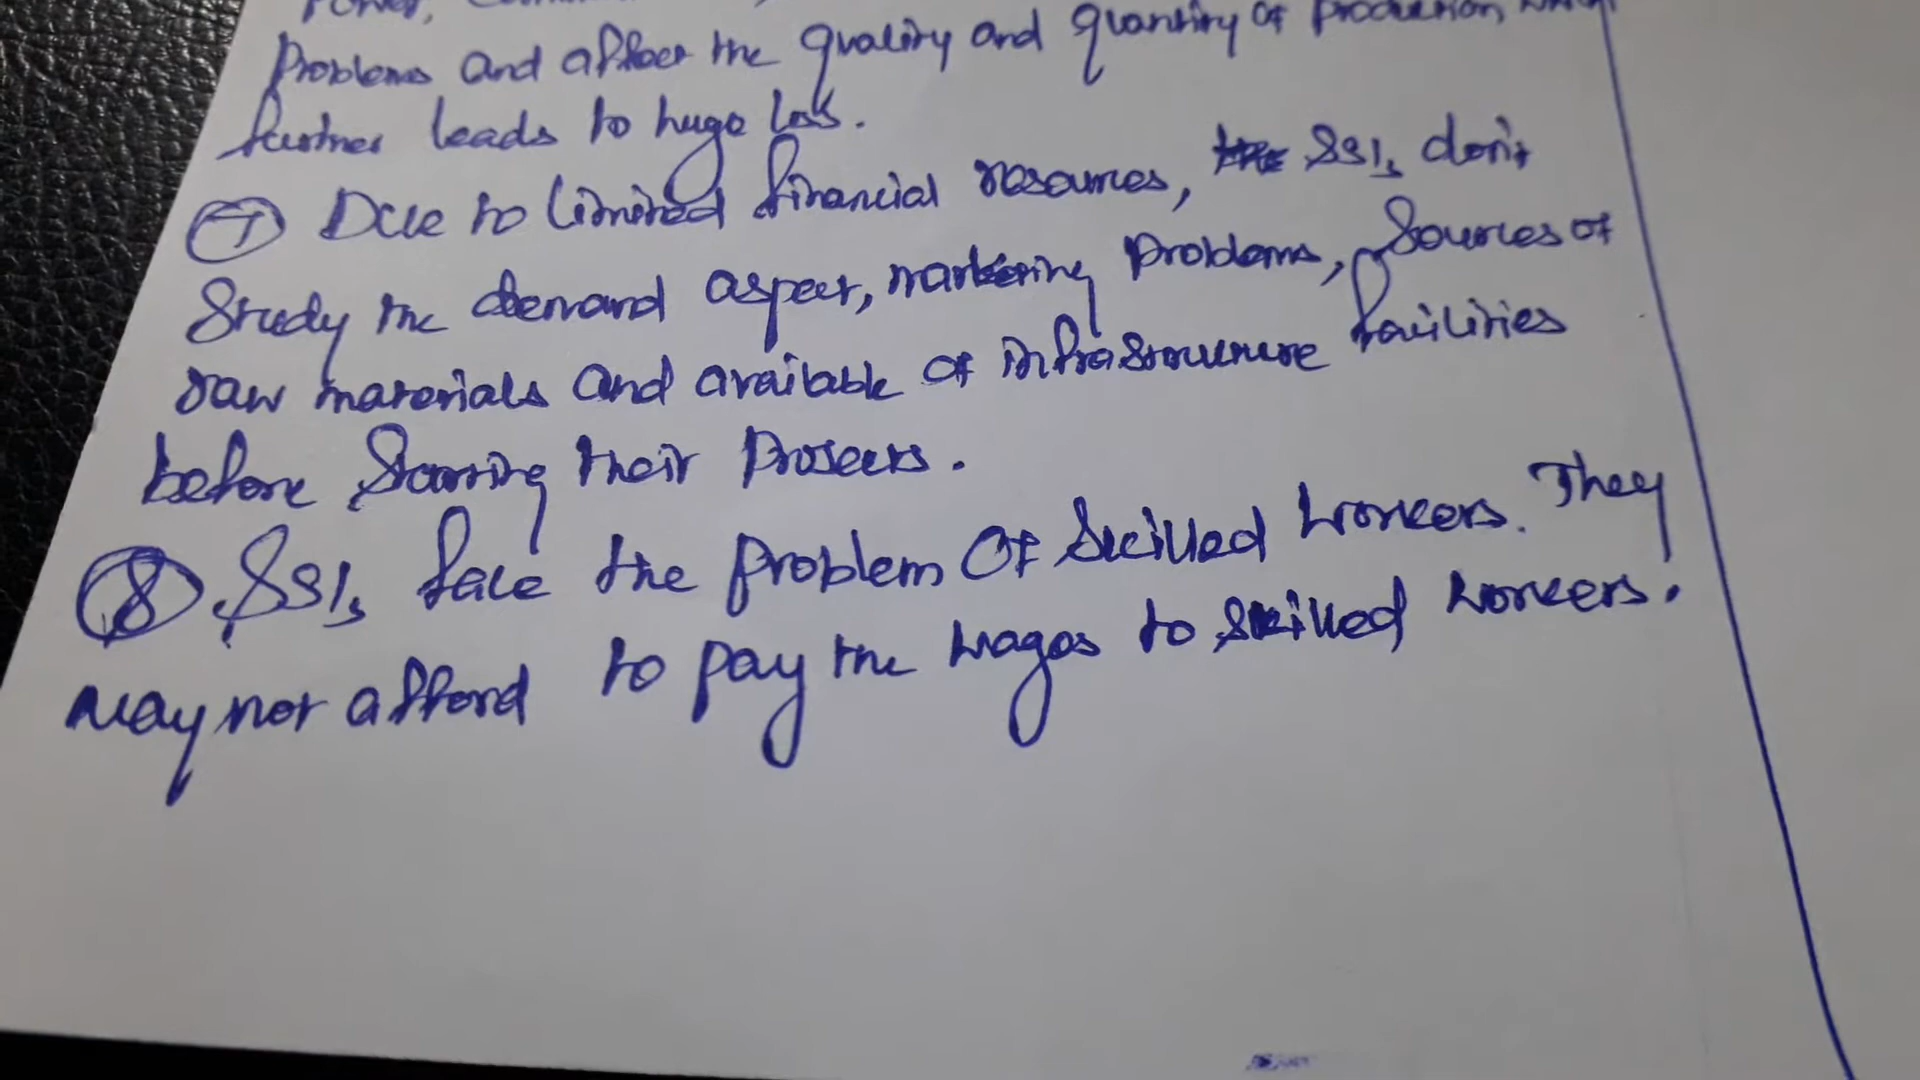 Power,
Problems and affect the quality and quantity of production, which
further leads to huge loss.
7 Due to limited financial resources, the SSIs don't
Study the demand aspect, marketing problems, Sources of
raw materials and available of infrastructure facilities
before Starting their Projects.
8 SSIs face the problem of skilled workers. They
may not afford to pay the wages to skilled workers.